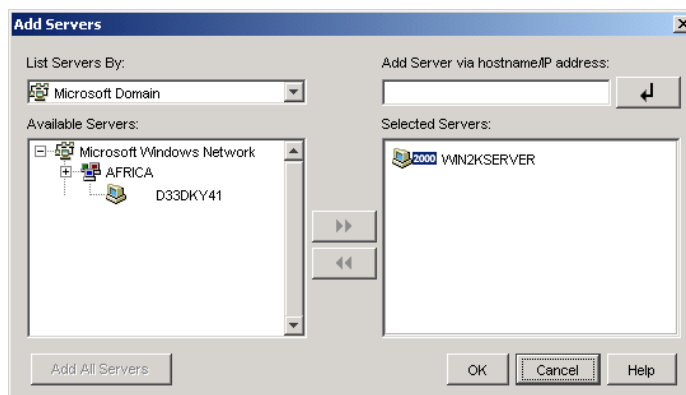 Add Servers
List Servers By:
Add Server via hostname/IP address:
Microsoft Domain
Available Servers:
Selected Servers:
Microsoft Windows Network
AFRICA
D33DKY41
2000 WIN2KSERVER
Add All Servers
OK
Cancel
Help